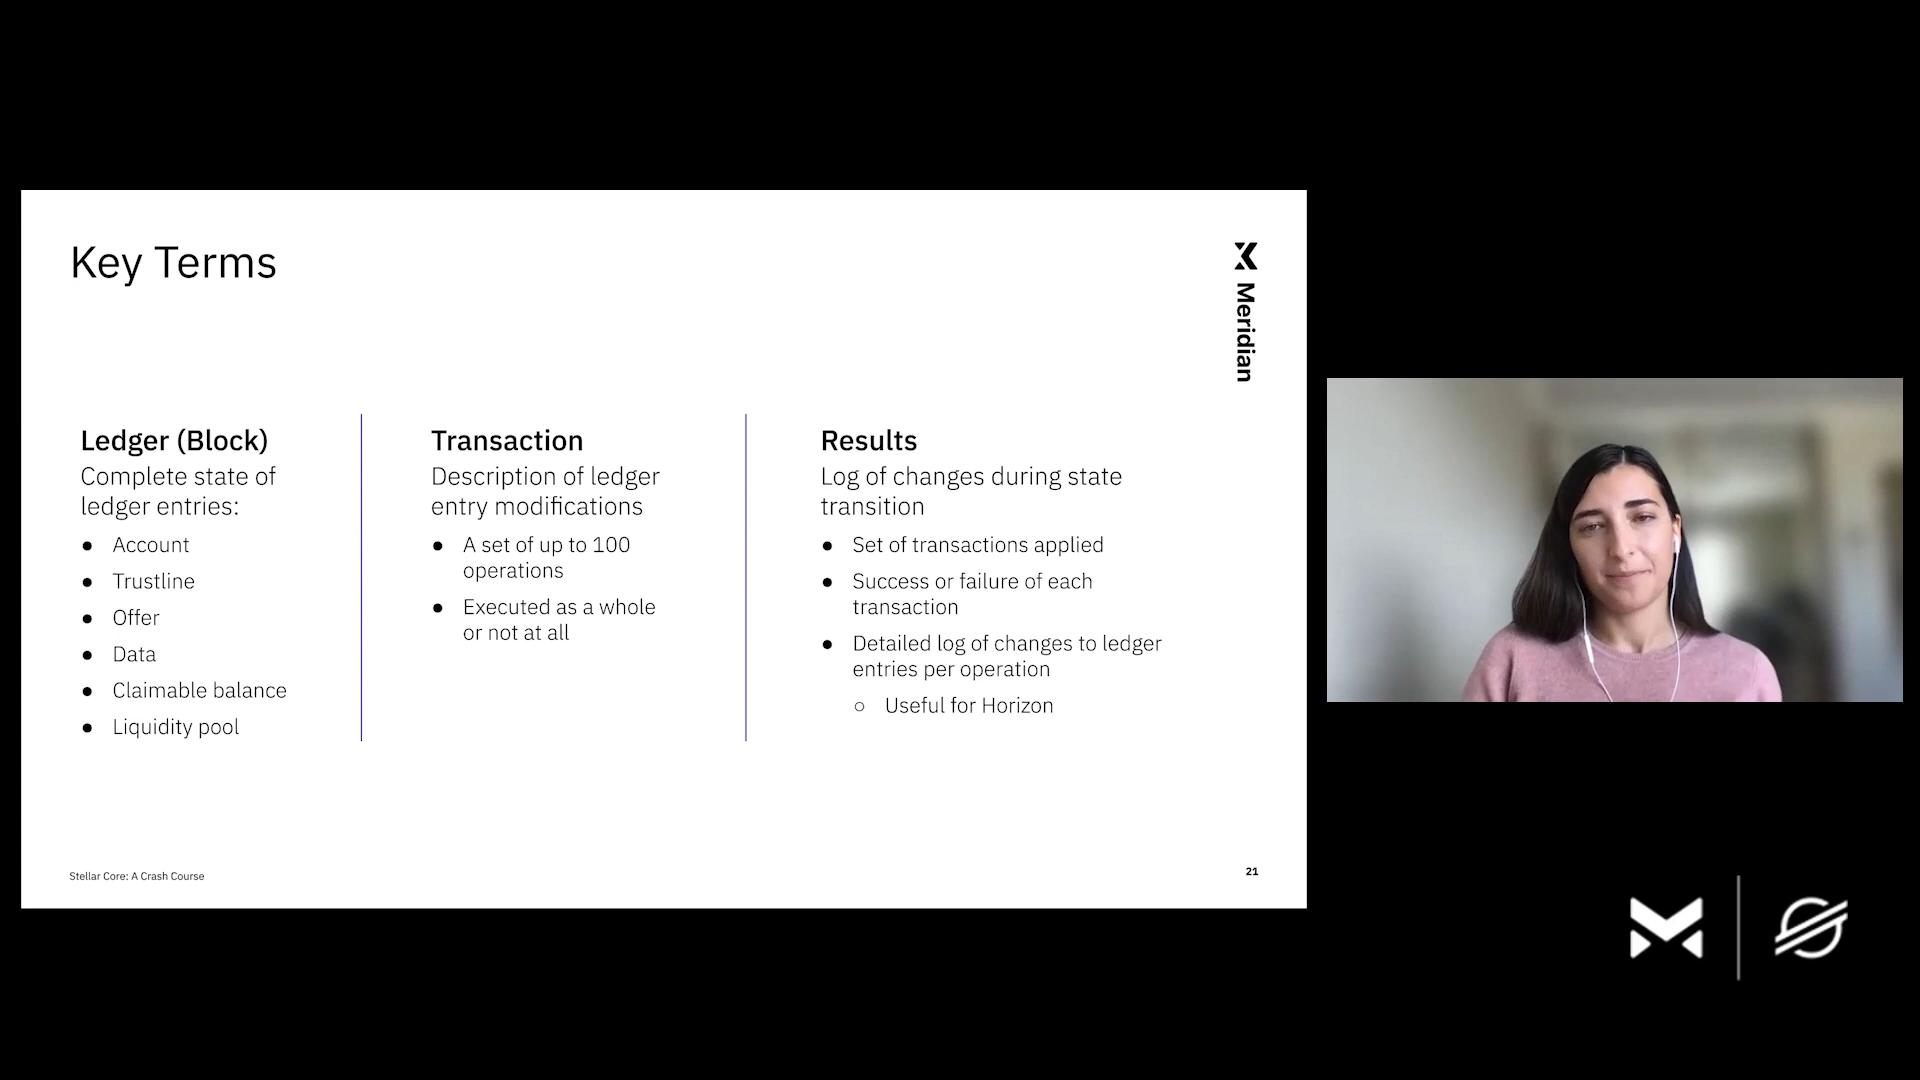 Key Terms
Meridian
Ledger (Block)
Complete state of
ledger entries:
● Account
● Trustline
● Offer
● Data
● Claimable balance
● Liquidity pool
Transaction
Description of ledger
entry modifications
● A set of up to 100
operations
● Executed as a whole
or not at all
Results
Log of changes during state
transition
● Set of transactions applied
● Success or failure of each
transaction
● Detailed log of changes to ledger
entries per operation
○ Useful for Horizon
Stellar Core: A Crash Course
21